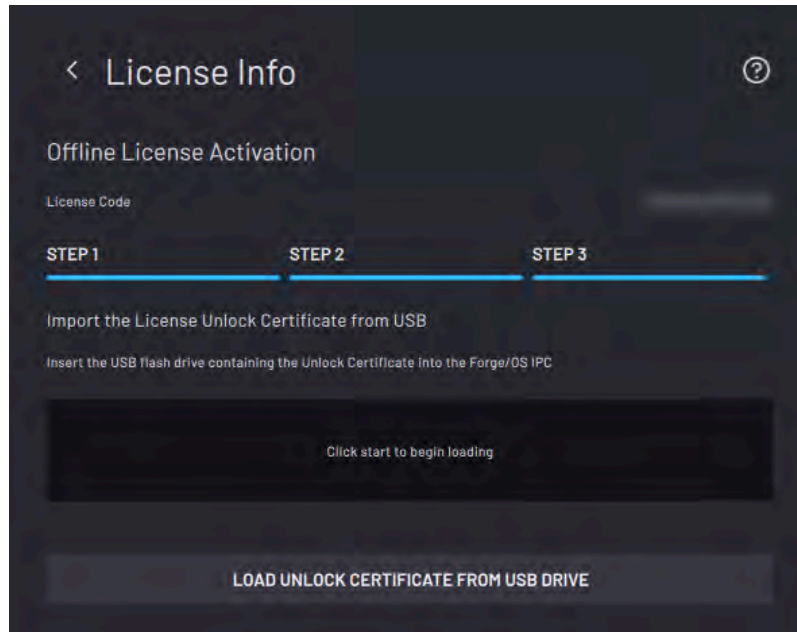 License Info
Offline License Activation
License Code
STEP 1 STEP 2 STEP 3
Import the License Unlock Certificate from USB
Insert the USB flash drive containing the Unlock Certificate into the Forge/OS IPC
Click start to begin loading
LOAD UNLOCK CERTIFICATE FROM USB DRIVE